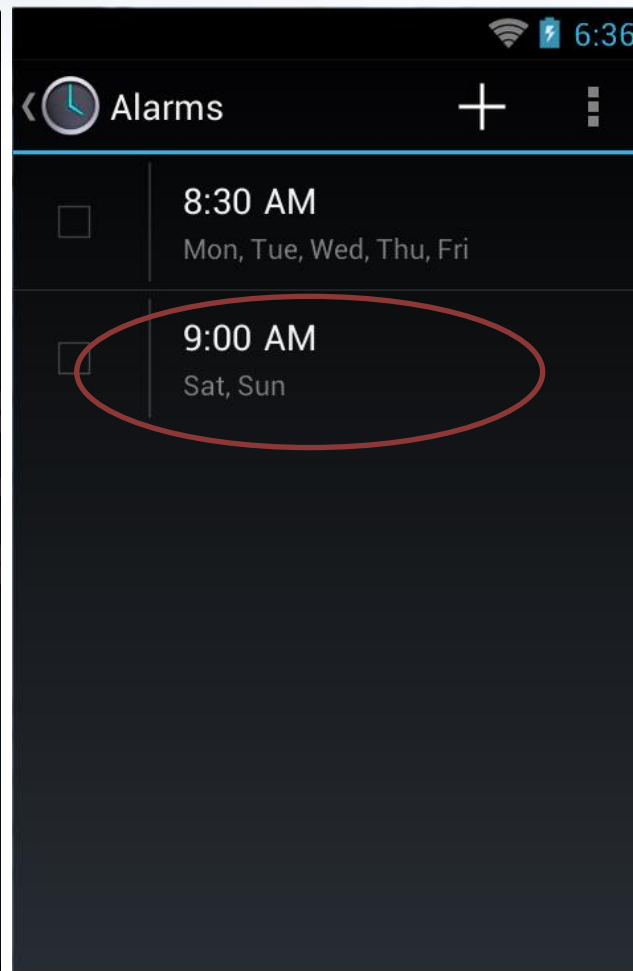 6:36
Alarms
8:30 AM
Mon, Tue, Wed, Thu, Fri
9:00 AM
Sat, Sun